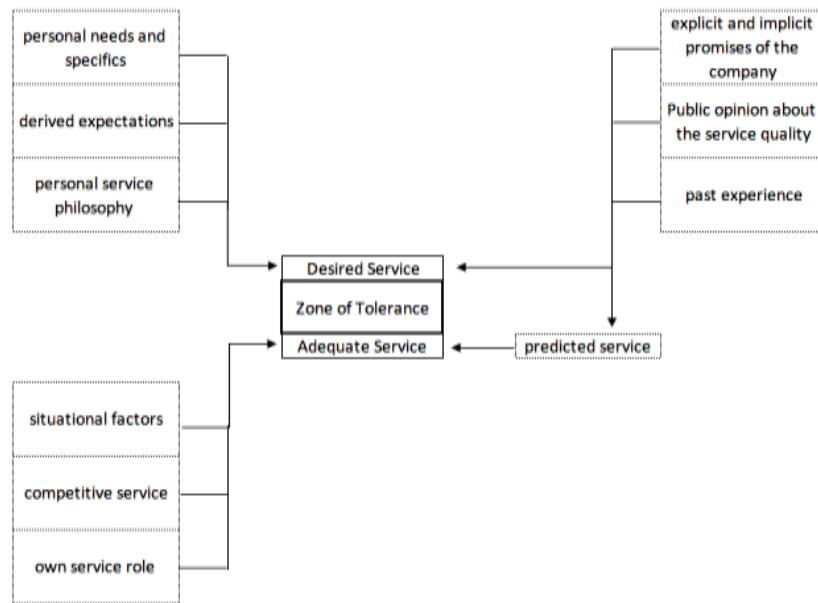 personal needs and
specifics
derived expectations
personal service
philosophy
explicit and implicit
promises of the
company
Public opinion about
the service quality
past experience
Desired Service
Zone of Tolerance
Adequate Service
predicted service
situational factors
competitive service
own service role